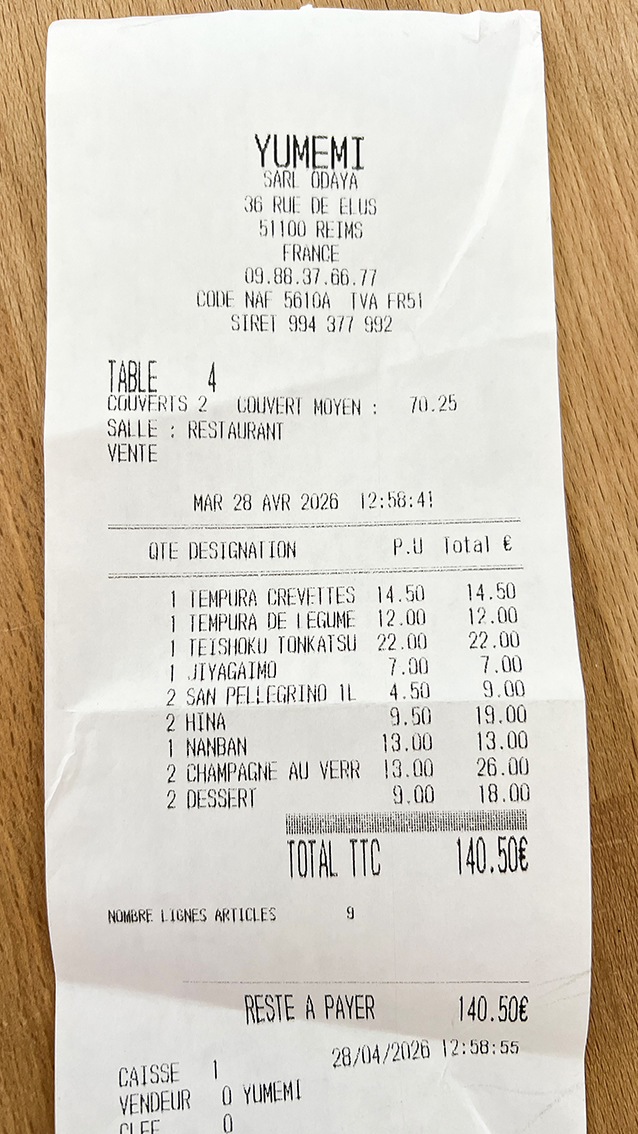 YUMEMI
SARL ODAYA
36 RUE DE ELUS
51100 REIMS
FRANCE
09.88.37.66.77
CODE NAF 5610A TVA FR51
SIRET 994 377 992
TABLE 4
COUVERTS 2 COUVERT MOYEN : 70.25
SALLE : RESTAURANT
VENTE
MAR 28 AVR 2026 12:58:41
QTE DESIGNATION P.U Total €
1 TEMPURA CREVETTES 14.50 14.50
1 TEMPURA DE LEGUME 12.00 12.00
1 TEISHOKU TONKATSU 22.00 22.00
1 JIYAGAIMO 7.00 7.00
2 SAN PELLEGRINO 1L 4.50 9.00
2 HINA 9.50 19.00
1 NANBAN 13.00 13.00
2 CHAMPAGNE AU VERR 13.00 26.00
2 DESSERT 9.00 18.00
TOTAL TTC 140.50€
NOMBRE LIGNES ARTICLES 9
RESTE A PAYER 140.50€
28/04/2026 12:58:55
CAISSE 1
VENDEUR 0 YUMEMI
CLEF 0